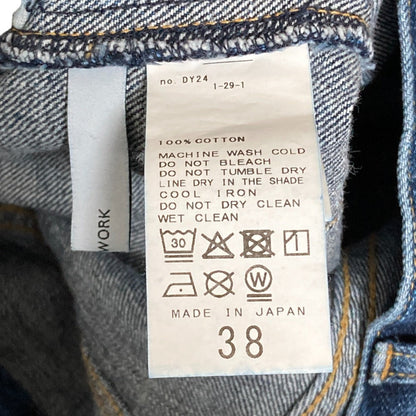 no. DY24
1-29-1
100% COTTON
MACHINE WASH COLD
DO NOT BLEACH
DO NOT TUMBLE DRY
LINE DRY IN THE SHADE
COOL IRON
DO NOT DRY CLEAN
WET CLEAN
30
W
MADE IN JAPAN
38
WORK